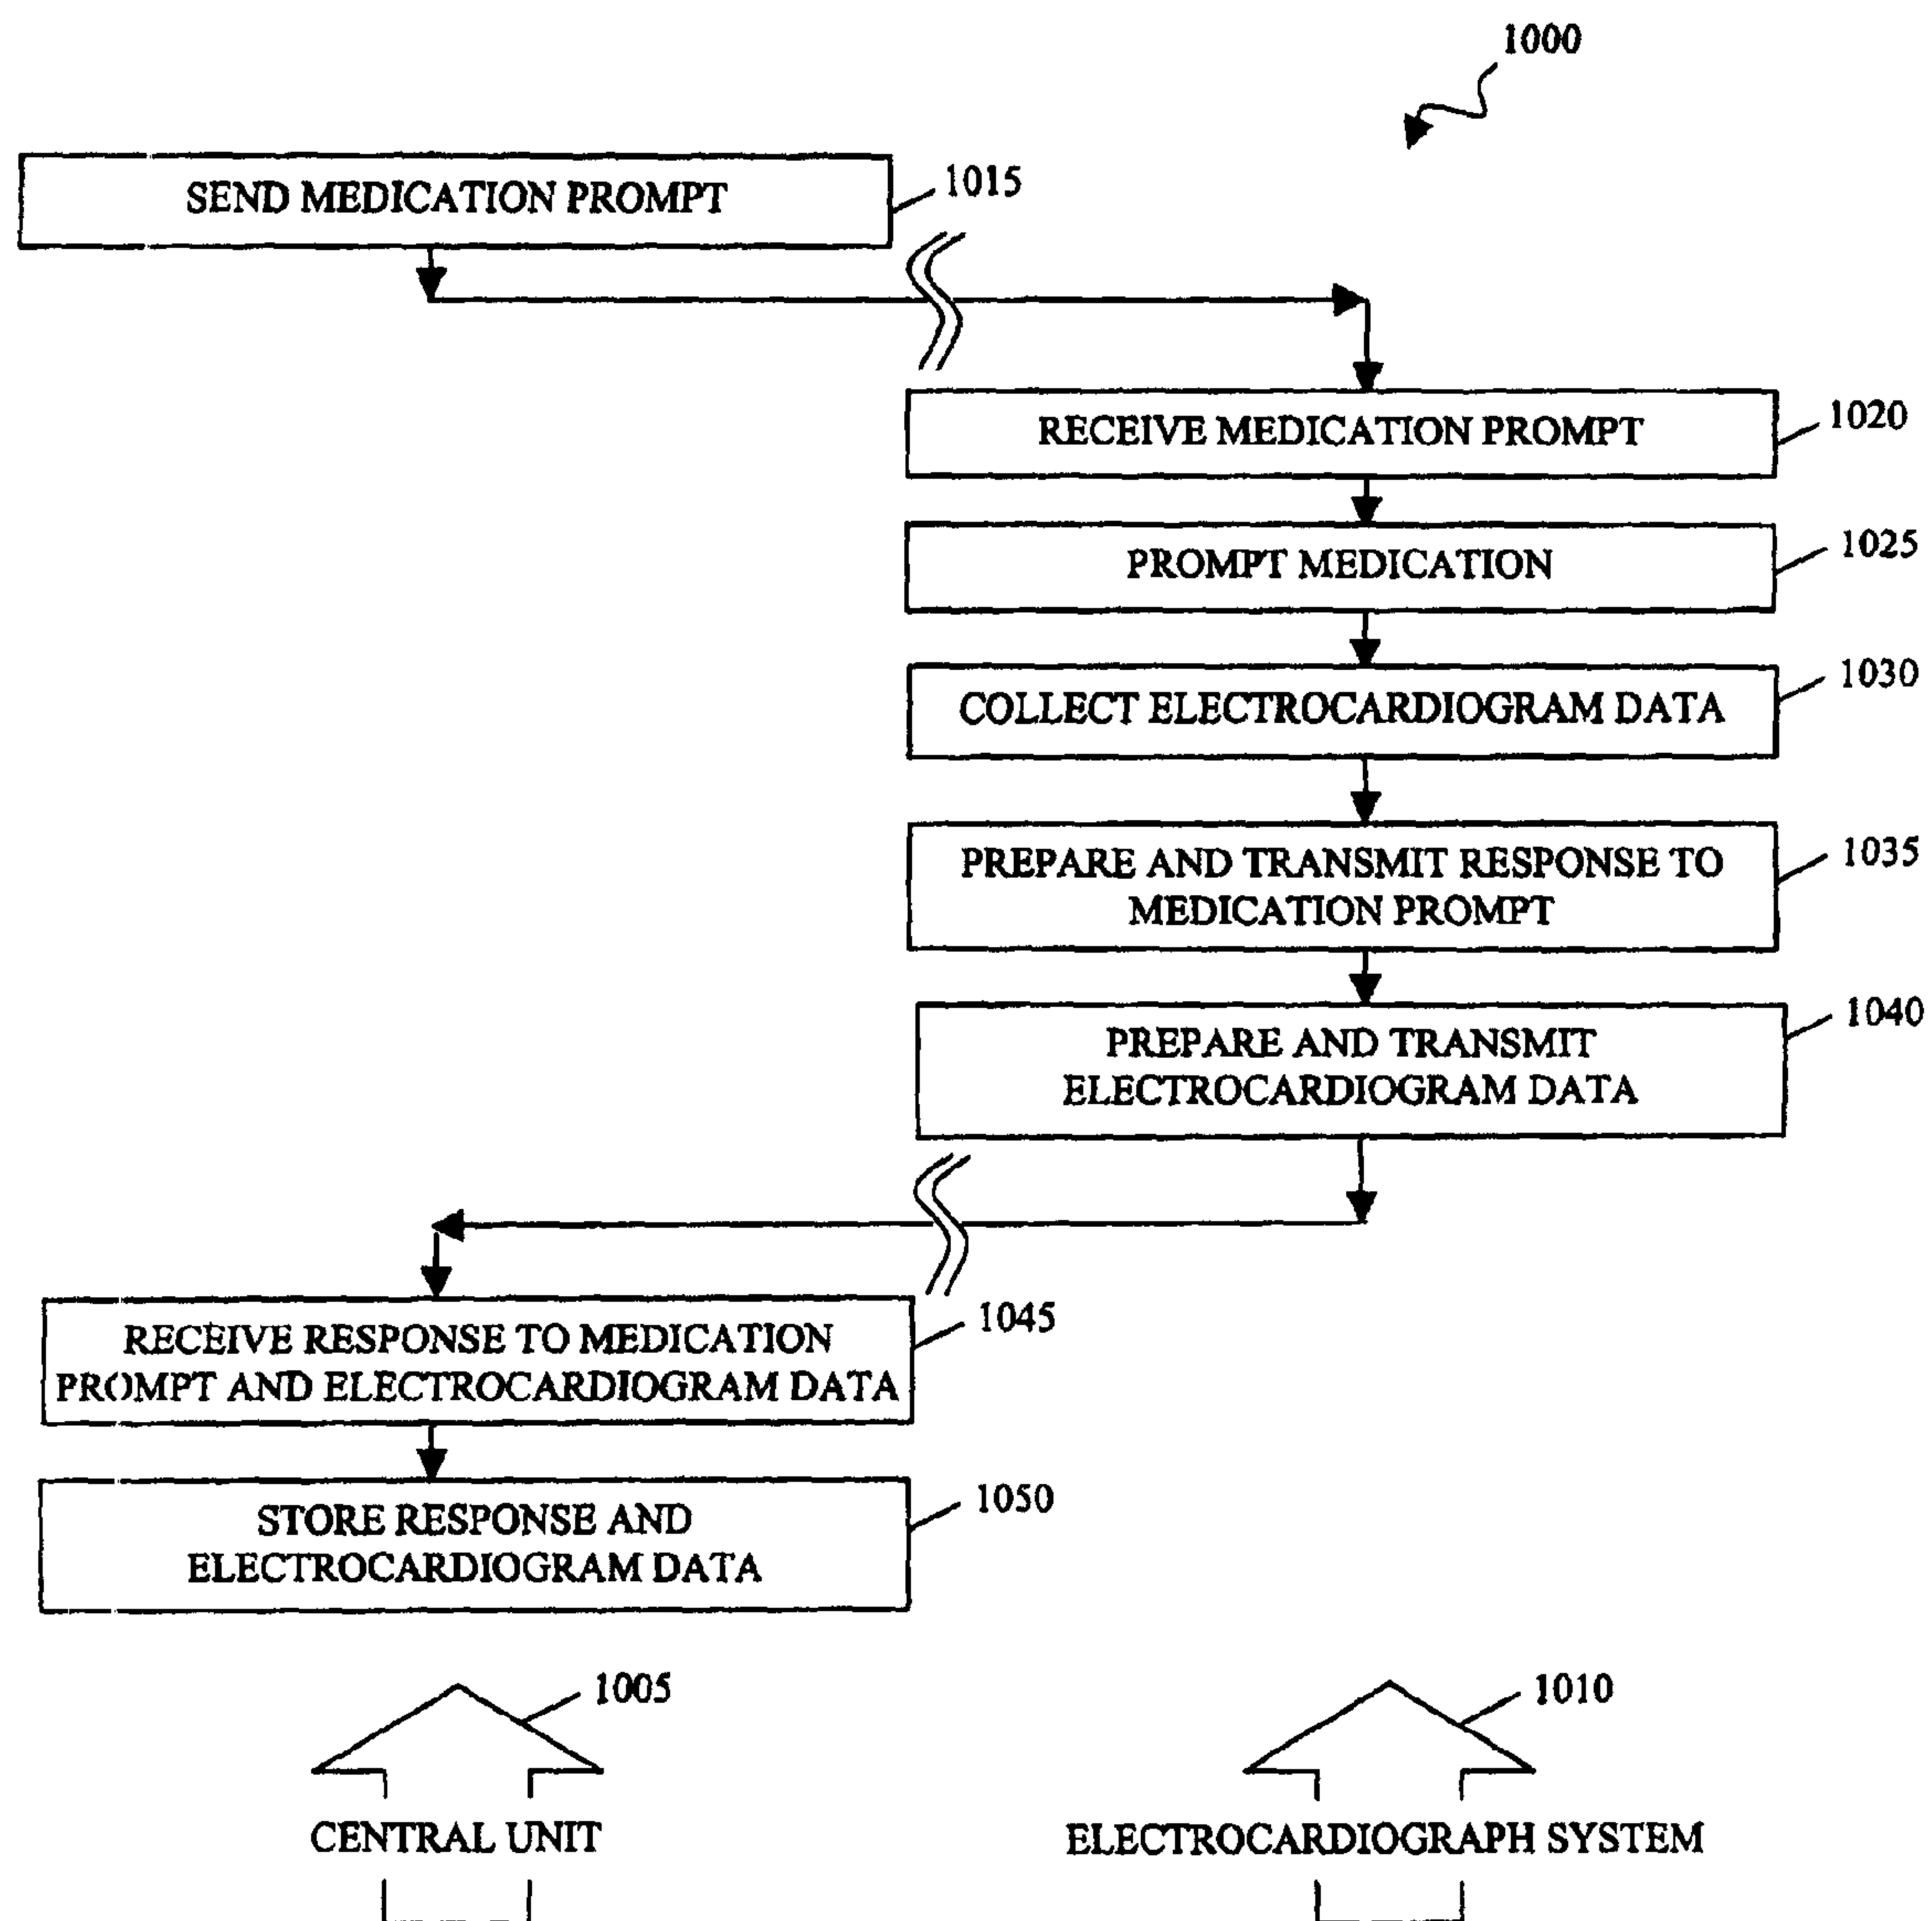 1000
SEND MEDICATION PROMPT
1015
RECEIVE MEDICATION PROMPT
1020
PROMPT MEDICATION
1025
COLLECT ELECTROCARDIOGRAM DATA
1030
PREPARE AND TRANSMIT RESPONSE TO
MEDICATION PROMPT
1035
PREPARE AND TRANSMIT
ELECTROCARDIOGRAM DATA
1040
RECEIVE RESPONSE TO MEDICATION
PROMPT AND ELECTROCARDIOGRAM DATA
1045
STORE RESPONSE AND
ELECTROCARDIOGRAM DATA
1050
1005
CENTRAL UNIT
1010
ELECTROCARDIOGRAPH SYSTEM